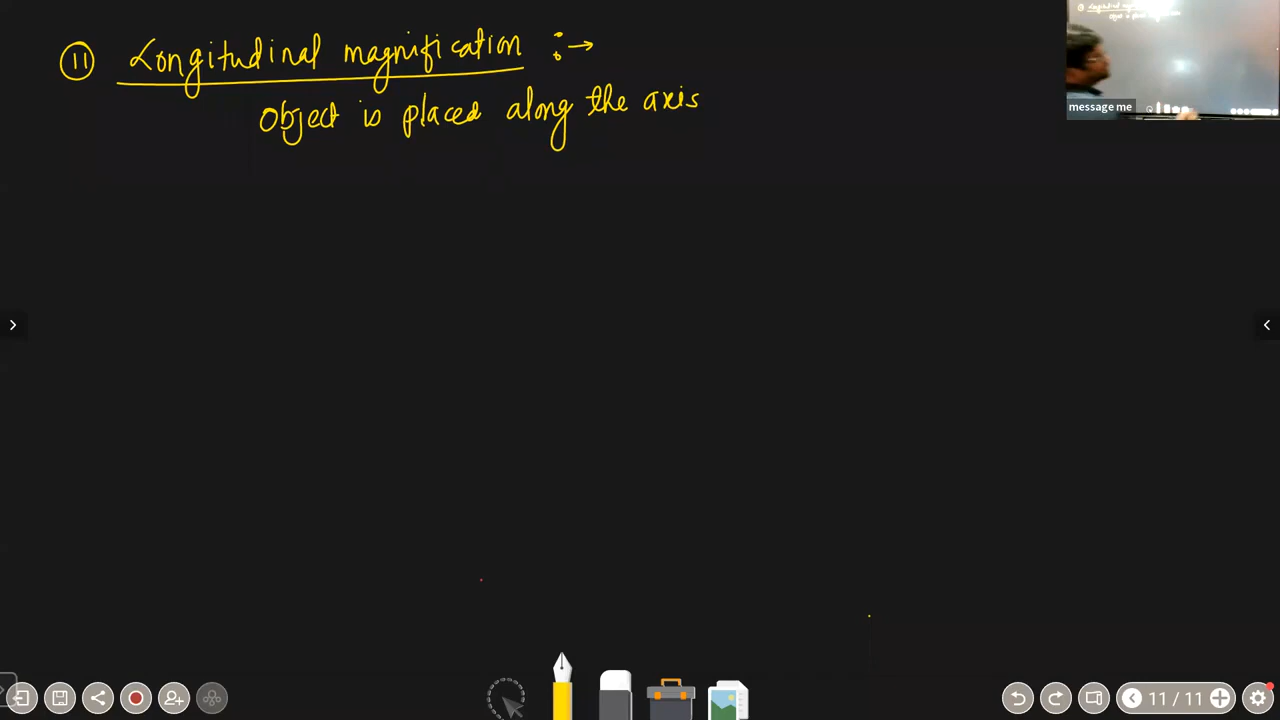 ⑪ Longitudinal magnification :→
Object is placed along the axis
message me
11 / 11